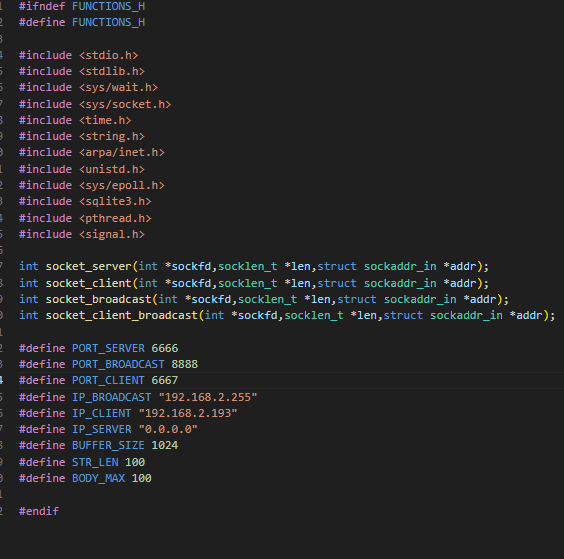 #ifndef FUNCTIONS_H
#define FUNCTIONS_H
#include <stdio.h>
#include <stdlib.h>
#include <sys/wait.h>
#include <sys/socket.h>
#include <time.h>
#include <string.h>
#include <arpa/inet.h>
#include <unistd.h>
#include <sys/epoll.h>
#include <sqlite3.h>
#include <pthread.h>
#include <signal.h>
int socket_server(int *sockfd,socklen_t *len,struct sockaddr_in *addr);
int socket_client(int *sockfd,socklen_t *len,struct sockaddr_in *addr);
int socket_broadcast(int *sockfd,socklen_t *len,struct sockaddr_in *addr);
int socket_client_broadcast(int *sockfd,socklen_t *len,struct sockaddr_in *addr);
#define PORT_SERVER 6666
#define PORT_BROADCAST 8888
#define PORT_CLIENT 6667
#define IP_BROADCAST "192.168.2.255"
#define IP_CLIENT "192.168.2.193"
#define IP_SERVER "0.0.0.0"
#define BUFFER_SIZE 1024
#define STR_LEN 100
#define BODY_MAX 100
#endif